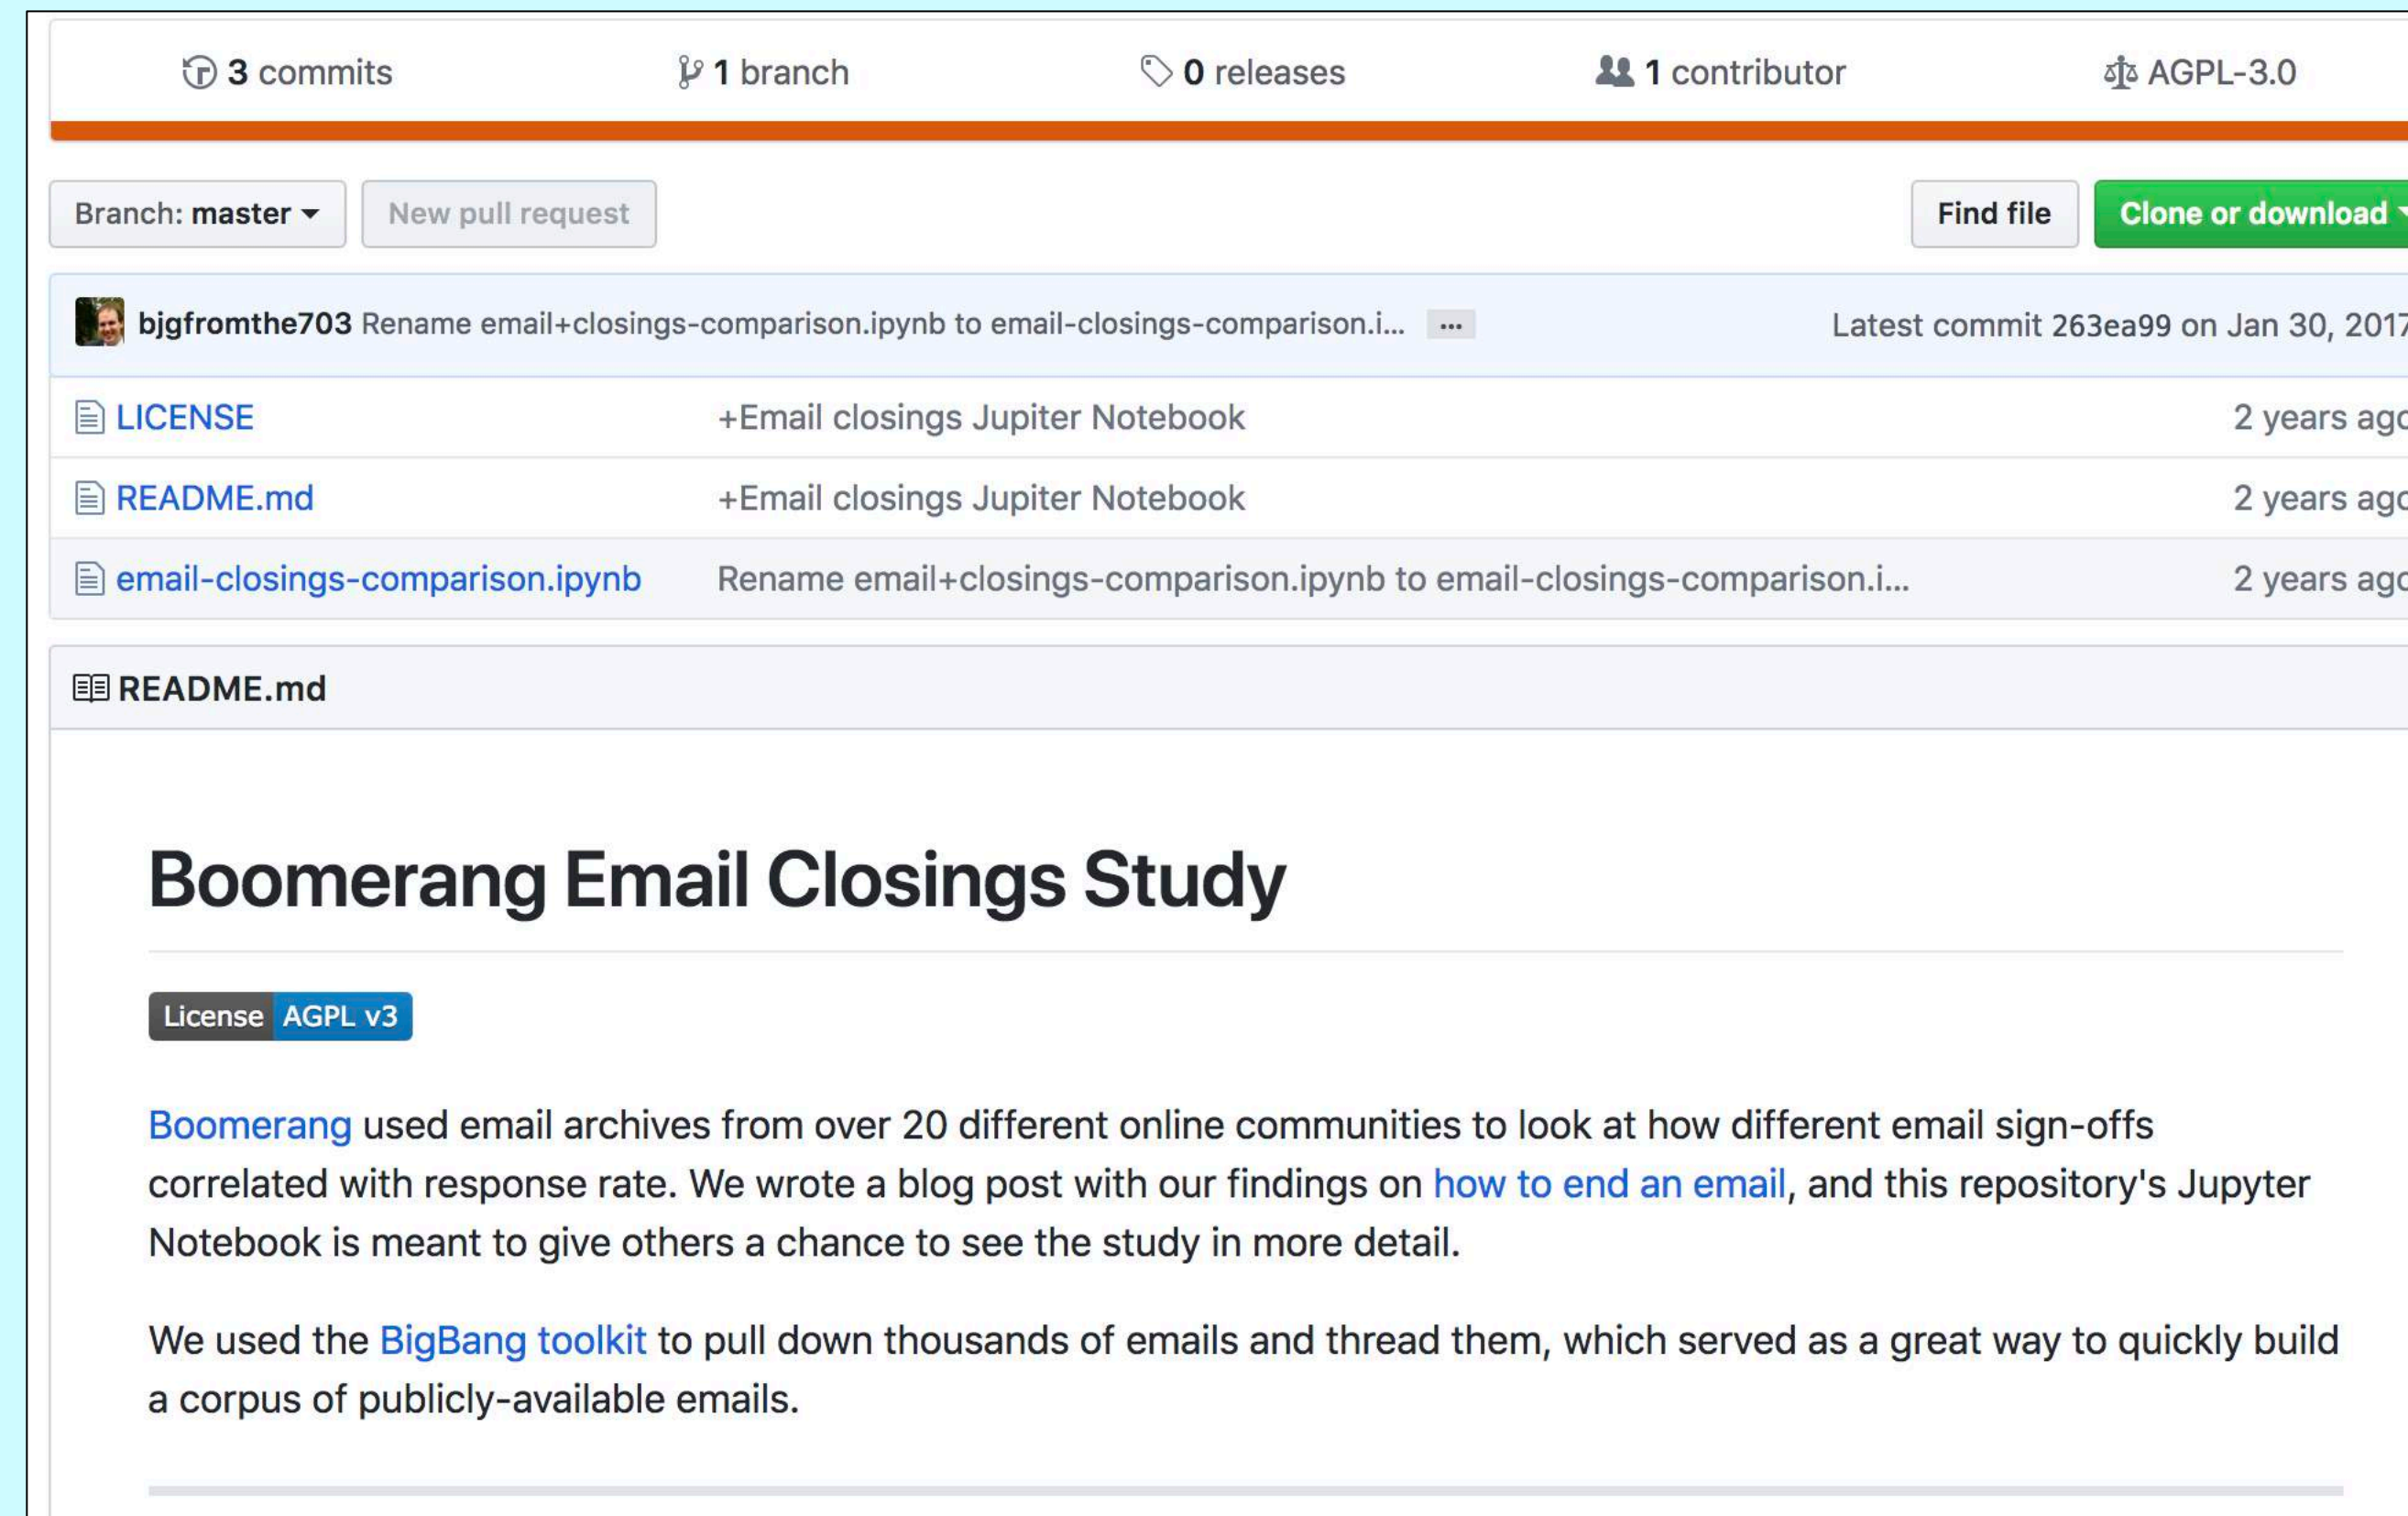 3 commits 1 branch 0 releases 1 contributor AGPL-3.0
Branch: master New pull request Find file Clone or download
bjgfromthe703 Rename email+closings-comparison.ipynb to email-closings-comparison.i... ... Latest commit 263ea99 on Jan 30, 2017
LICENSE +Email closings Jupiter Notebook 2 years ago
README.md +Email closings Jupiter Notebook 2 years ago
email-closings-comparison.ipynb Rename email+closings-comparison.ipynb to email-closings-comparison.i... 2 years ago
README.md
Boomerang Email Closings Study
License AGPL v3
Boomerang used email archives from over 20 different online communities to look at how different email sign-offs
correlated with response rate. We wrote a blog post with our findings on how to end an email, and this repository's Jupyter
Notebook is meant to give others a chance to see the study in more detail.
We used the BigBang toolkit to pull down thousands of emails and thread them, which served as a great way to quickly build
a corpus of publicly-available emails.